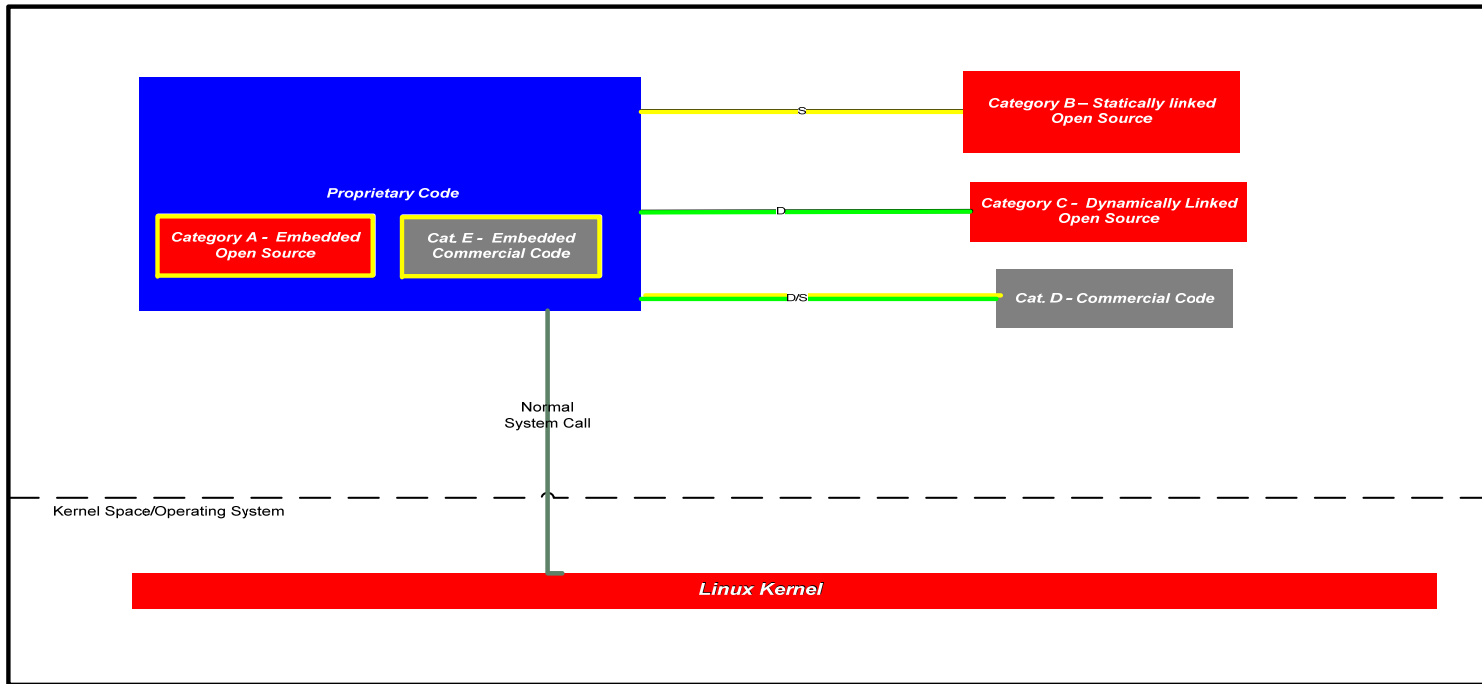 S
Category B – Statically linked
Open Source
Proprietary Code
D
Category C - Dynamically Linked
Open Source
Category A - Embedded
Open Source
Cat. E - Embedded
Commercial Code
D/S
Cat. D - Commercial Code
Normal
System Call
Kernel Space/Operating System
Linux Kernel